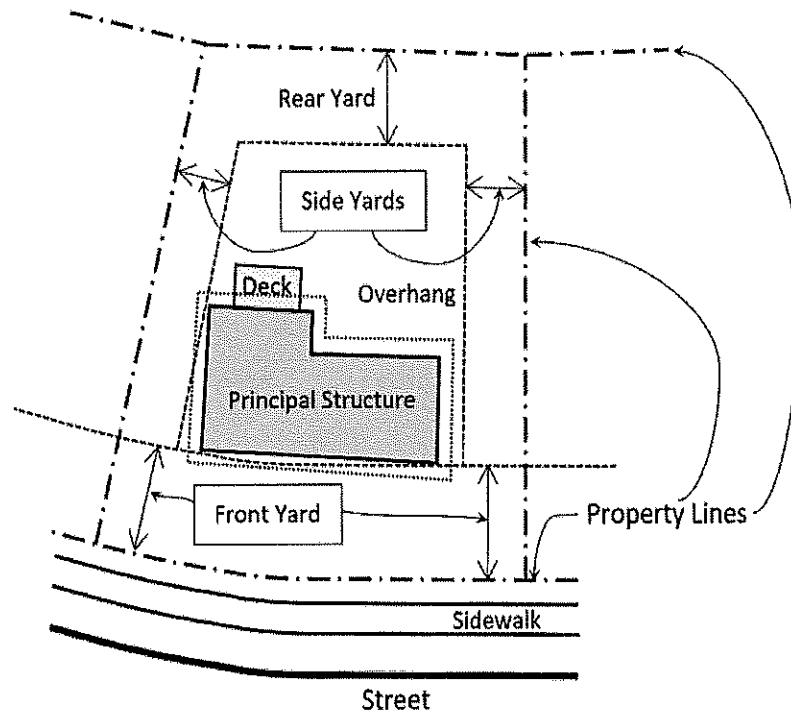 Rear Yard
Side Yards
Deck
Overhang
Principal Structure
Front Yard
Property Lines
Sidewalk
Street